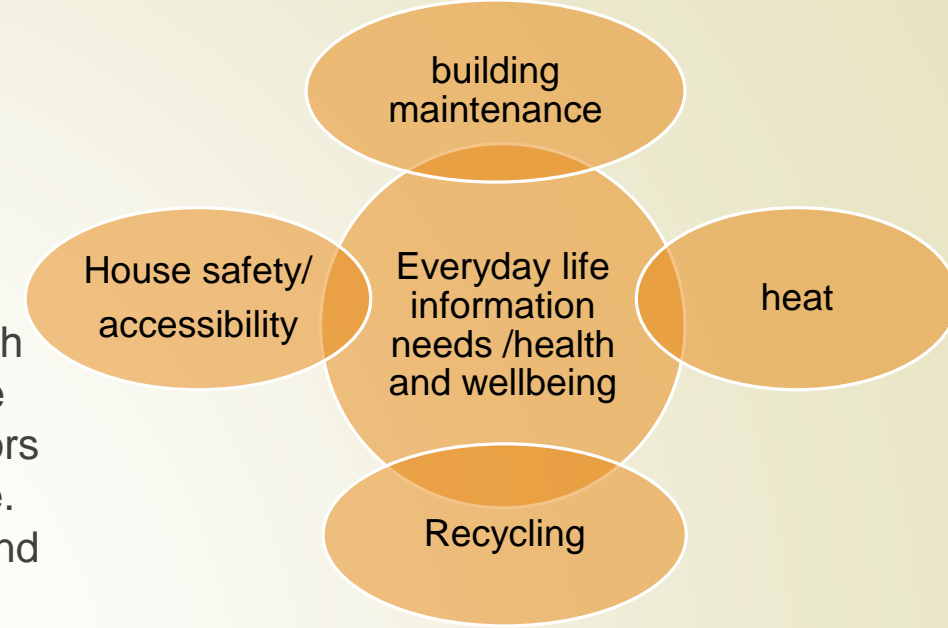 building
maintenance
House safety/
accessibility
Everyday life
information
needs /health
and wellbeing
heat
Recycling